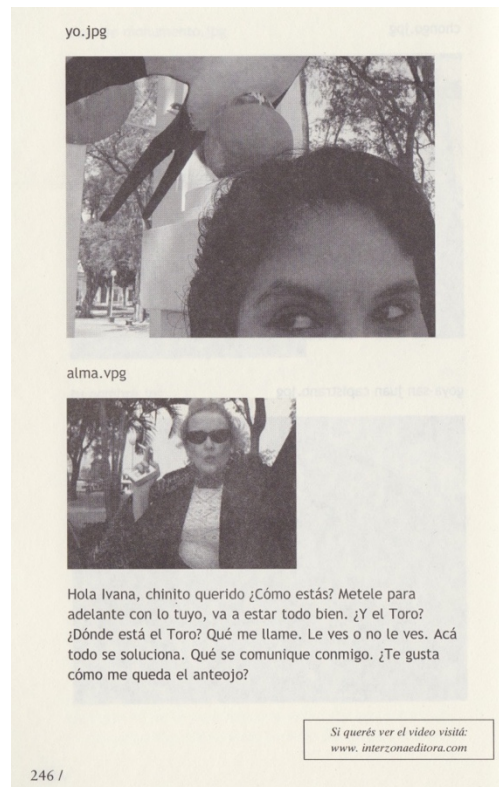 yo.jpg
alma.vpg
Hola Ivana, chinito querido ¿Cómo estás? Metele para
adelante con lo tuyo, va a estar todo bien. ¿Y el Toro?
¿Dónde está el Toro? Qué me llame. Le ves o no le ves. Acá
todo se soluciona. Qué se comunique conmigo. ¿Te gusta
cómo me queda el anteojo?
Si querés ver el video visitá:
www. interzonaeditora.com
246 /